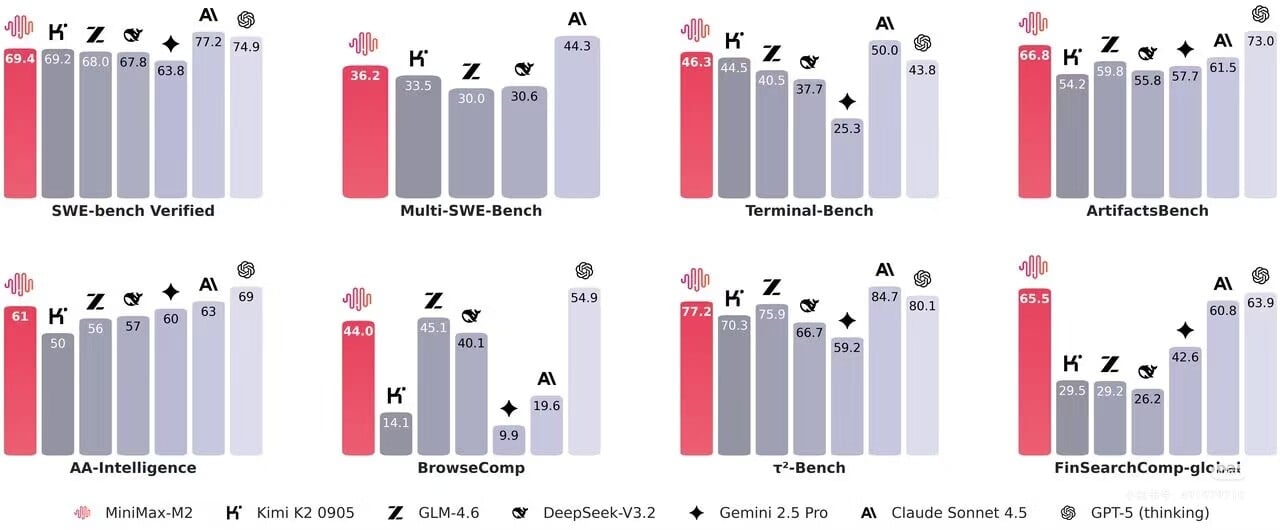 69.4 69.2 68.0 67.8 63.8 77.2 74.9
SWE-bench Verified
36.2 33.5 30.0 30.6 44.3
Multi-SWE-Bench
46.3 44.5 40.5 37.7 25.3 50.0 43.8
Terminal-Bench
66.8 54.2 59.8 55.8 57.7 61.5 73.0
ArtifactsBench
61 50 56 57 60 63 69
AA-Intelligence
44.0 14.1 45.1 40.1 9.9 19.6 54.9
BrowseComp
77.2 70.3 75.9 66.7 59.2 84.7 80.1
τ²-Bench
65.5 29.5 29.2 26.2 42.6 60.8 63.9
FinSearchComp-global
MiniMax-M2 Kimi K2 0905 GLM-4.6 DeepSeek-V3.2 Gemini 2.5 Pro Claude Sonnet 4.5 GPT-5 (thinking)